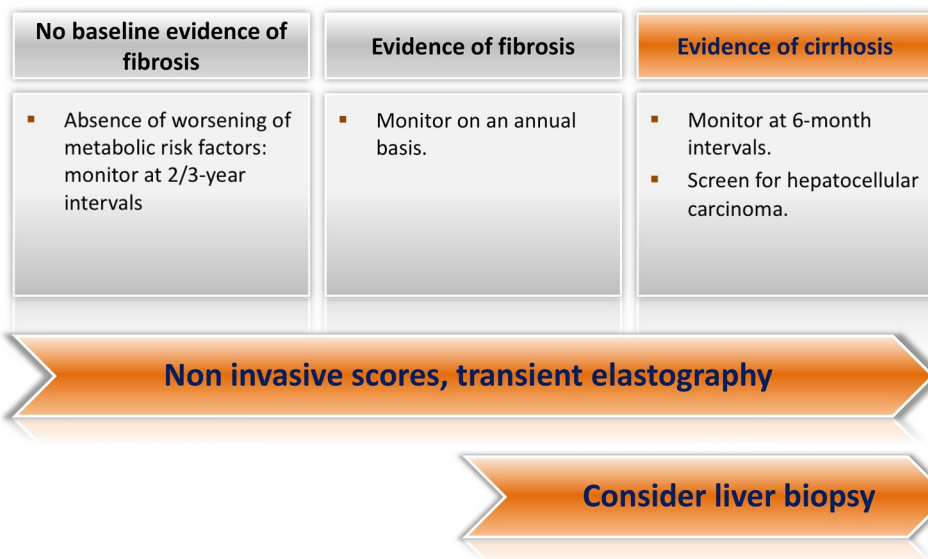 No baseline evidence of
fibrosis
Absence of worsening of
metabolic risk factors:
monitor at 2/3-year
intervals
Evidence of fibrosis
Monitor on an annual
basis.
Evidence of cirrhosis
Monitor at 6-month
intervals.
Screen for hepatocellular
carcinoma.
Non invasive scores, transient elastography
Consider liver biopsy